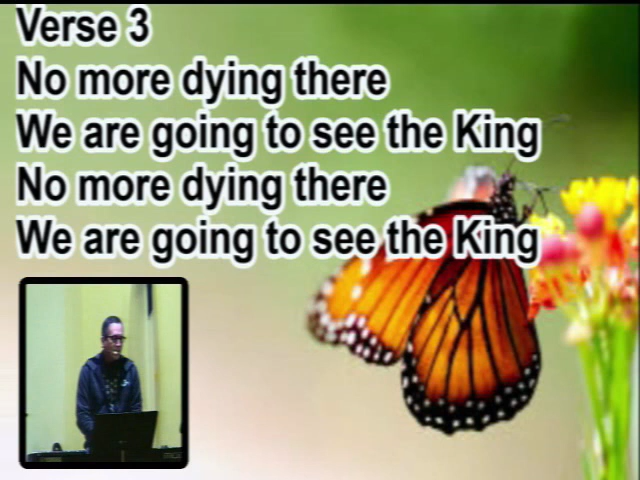 Verse 3
No more dying there
We are going to see the King
No more dying there
We are going to see the King